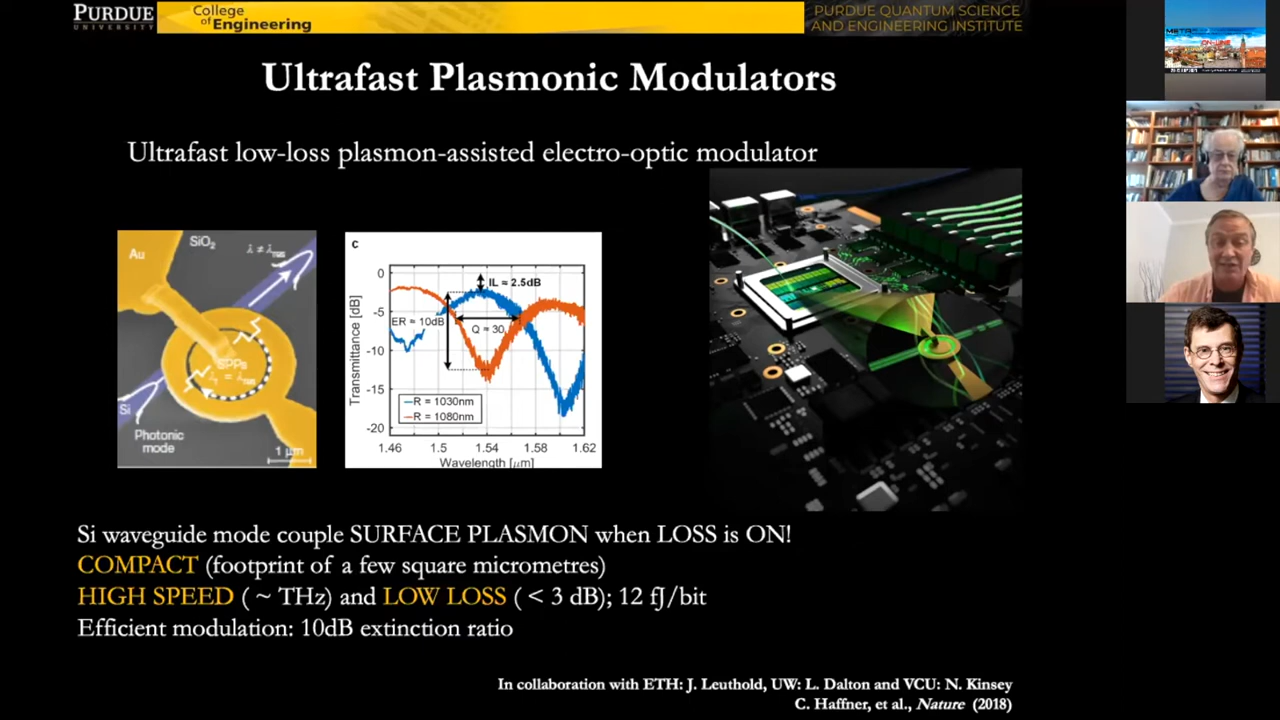 PURDUE
UNIVERSITY
College
of Engineering
PURDUE QUANTUM SCIENCE
AND ENGINEERING INSTITUTE
Ultrafast Plasmonic Modulators
Ultrafast low-loss plasmon-assisted electro-optic modulator
Au
SiO₂
SPPs
Si
Photonic
mode
1 μm
c
Transmittance [dB]
0
-5
-10
-15
-20
IL ≈ 2.5dB
ER ≈ 10dB
Q ≈ 30
R = 1030nm
R = 1080nm
1.46 1.5 1.54 1.58 1.62
Wavelength [μm]
Si waveguide mode couple SURFACE PLASMON when LOSS is ON!
COMPACT (footprint of a few square micrometres)
HIGH SPEED ( ~ THz) and LOW LOSS ( < 3 dB); 12 fJ/bit
Efficient modulation: 10dB extinction ratio
In collaboration with ETH: J. Leuthold, UW: L. Dalton and VCU: N. Kinsey
C. Haffner, et al., Nature (2018)
ON-LINE